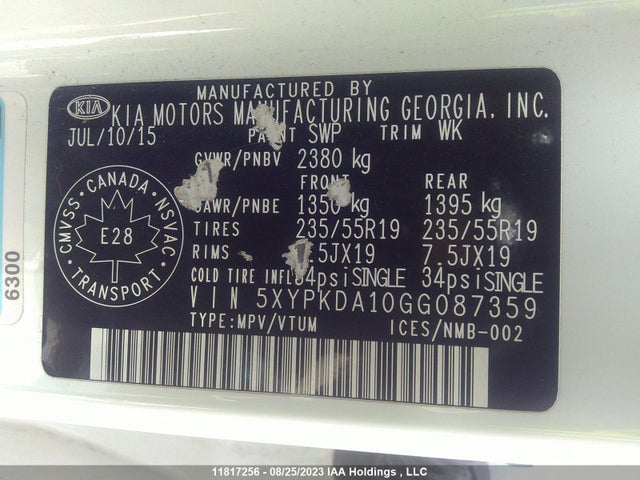 MANUFACTURED BY
KIA KIA MOTORS MANUFACTURING GEORGIA, INC.
JUL/10/15 PAINT SWP TRIM WK
GVWR/PNBV 2380 kg
FRONT REAR
GAWR/PNBE 1350 kg 1395 kg
TIRES 235/55R19 235/55R19
RIMS 7.5JX19 7.5JX19
COLD TIRE INFL 34psiSINGLE 34psiSINGLE
VIN 5XYPKDA10GG087359
TYPE:MPV/VTUM ICES/NMB-002
CMVSS · CANADA · NSVAC
E28
TRANSPORT
6300
11817256 - 08/25/2023 IAA Holdings , LLC